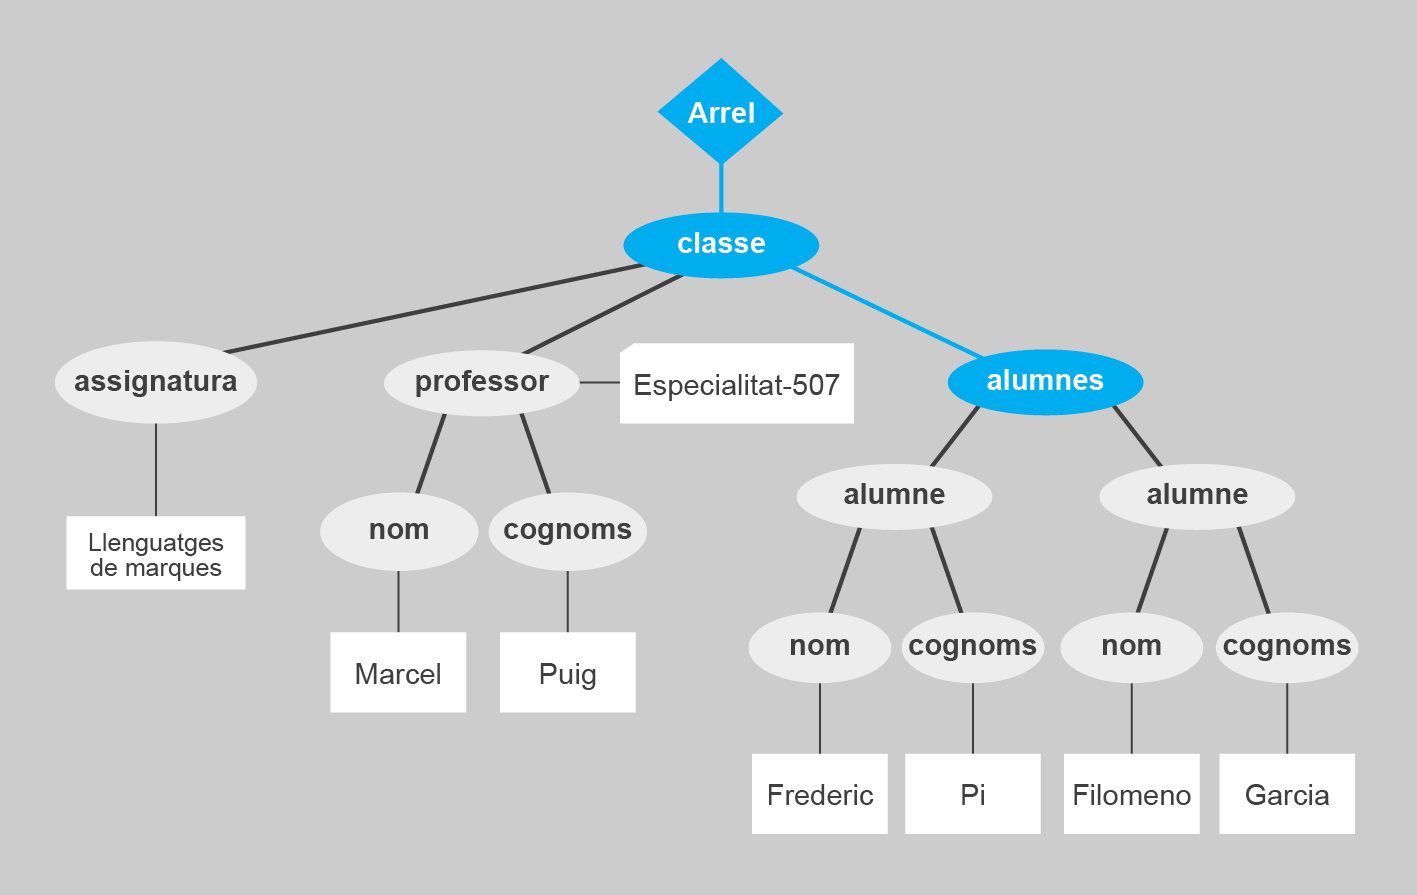 Arrel
classe
assignatura
professor
Especialitat-507
alumnes
alumne
alumne
Llenguatges
de marques
nom
cognoms
Marcel
Puig
nom
cognoms
nom
cognoms
Frederic
Pi
Filomeno
Garcia